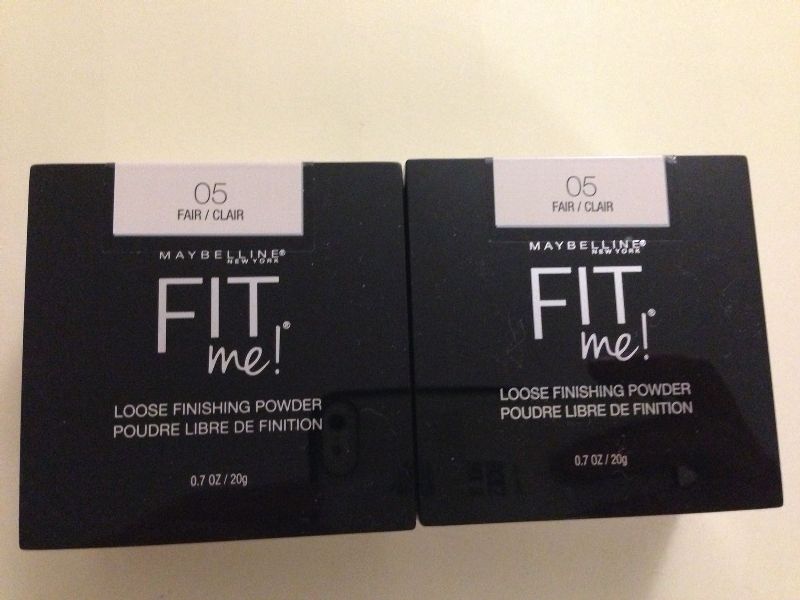 05
FAIR / CLAIR
MAYBELLINE®
NEW YORK
FIT
me!®
LOOSE FINISHING POWDER
POUDRE LIBRE DE FINITION
0.7 OZ / 20g
05
FAIR / CLAIR
MAYBELLINE®
NEW YORK
FIT
me!®
LOOSE FINISHING POWDER
POUDRE LIBRE DE FINITION
0.7 OZ / 20g